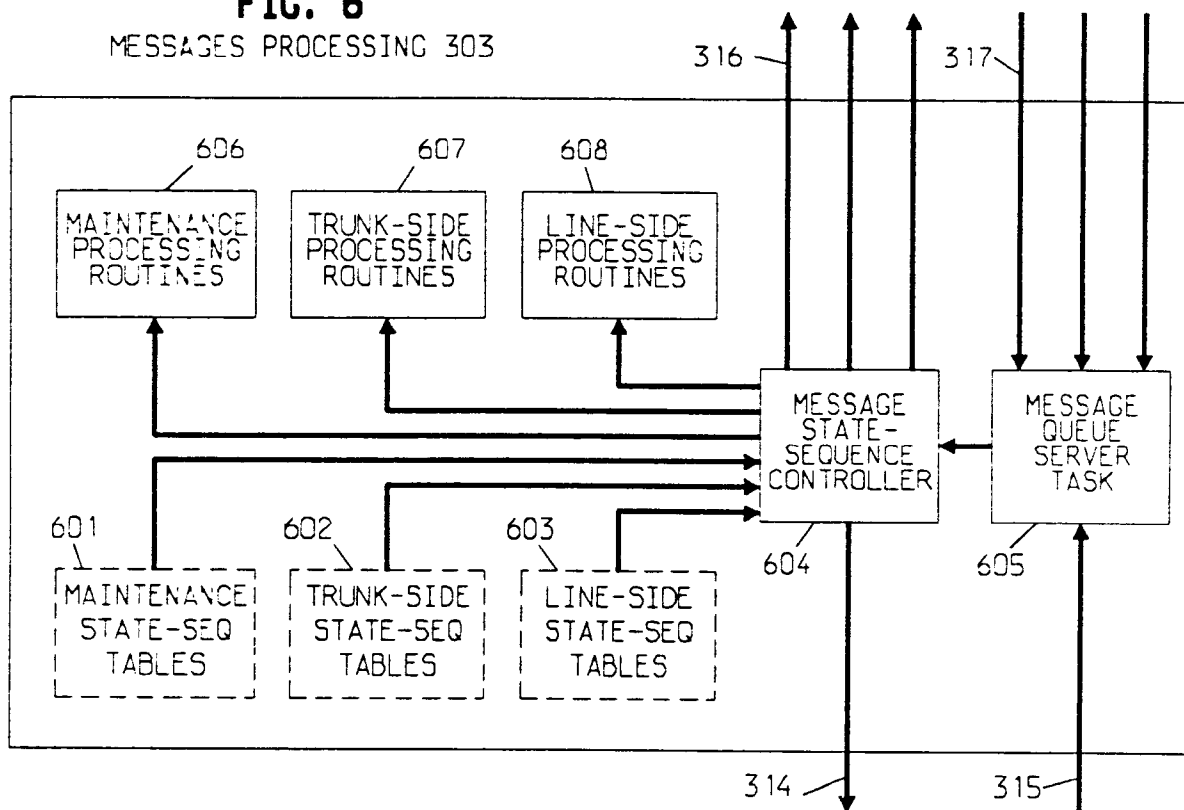 FIG. 6
MESSAGES PROCESSING 303
316
317
606
607
608
MAINTENANCE
PROCESSING
ROUTINES
TRUNK-SIDE
PROCESSING
ROUTINES
LINE-SIDE
PROCESSING
ROUTINES
MESSAGE
STATE-
SEQUENCE
CONTROLLER
MESSAGE
QUEUE
SERVER
TASK
601
602
603
604
605
MAINTENANCE
STATE-SEQ
TABLES
TRUNK-SIDE
STATE-SEQ
TABLES
LINE-SIDE
STATE-SEQ
TABLES
314
315